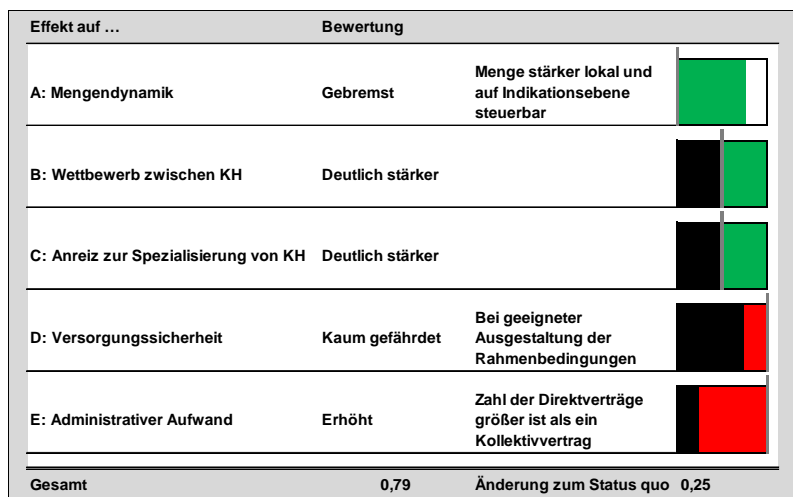 Effekt auf … Bewertung
A: Mengendynamik Gebremst Menge stärker lokal und
auf Indikationsebene
steuerbar
B: Wettbewerb zwischen KH Deutlich stärker
C: Anreiz zur Spezialisierung von KH Deutlich stärker
D: Versorgungssicherheit Kaum gefährdet Bei geeigneter
Ausgestaltung der
Rahmenbedingungen
E: Administrativer Aufwand Erhöht Zahl der Direktverträge
größer ist als ein
Kollektivvertrag
Gesamt 0,79 Änderung zum Status quo 0,25